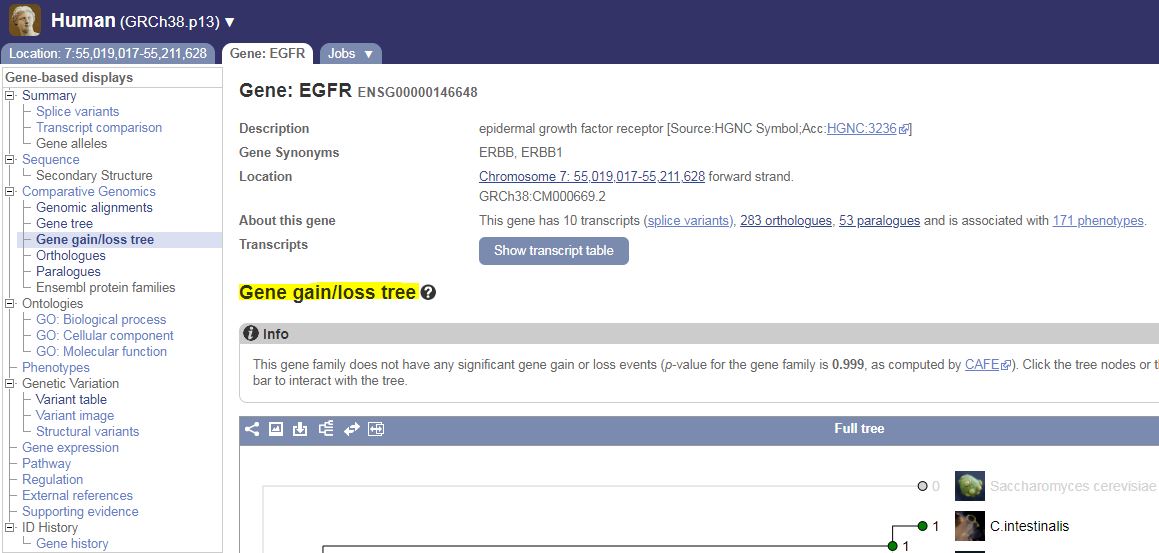 Human (GRCh38.p13) ▼
Location: 7:55,019,017-55,211,628
Gene: EGFR
Jobs ▼
Gene-based displays
Summary
Splice variants
Transcript comparison
Gene alleles
Sequence
Secondary Structure
Comparative Genomics
Genomic alignments
Gene tree
Gene gain/loss tree
Orthologues
Paralogues
Ensembl protein families
Ontologies
GO: Biological process
GO: Cellular component
GO: Molecular function
Phenotypes
Genetic Variation
Variant table
Variant image
Structural variants
Gene expression
Pathway
Regulation
External references
Supporting evidence
ID History
Gene history
Gene: EGFR ENSG00000146648
Description epidermal growth factor receptor [Source:HGNC Symbol;Acc:HGNC:3236]
Gene Synonyms ERBB, ERBB1
Location Chromosome 7: 55,019,017-55,211,628 forward strand.
GRCh38:CM000669.2
About this gene This gene has 10 transcripts (splice variants), 283 orthologues, 53 paralogues and is associated with 171 phenotypes.
Transcripts Show transcript table
Gene gain/loss tree ?
i Info
This gene family does not have any significant gene gain or loss events (p-value for the gene family is 0.999, as computed by CAFE). Click the tree nodes or
bar to interact with the tree.
Full tree
0 Saccharomyces cerevisiae
1 C.intestinalis
1